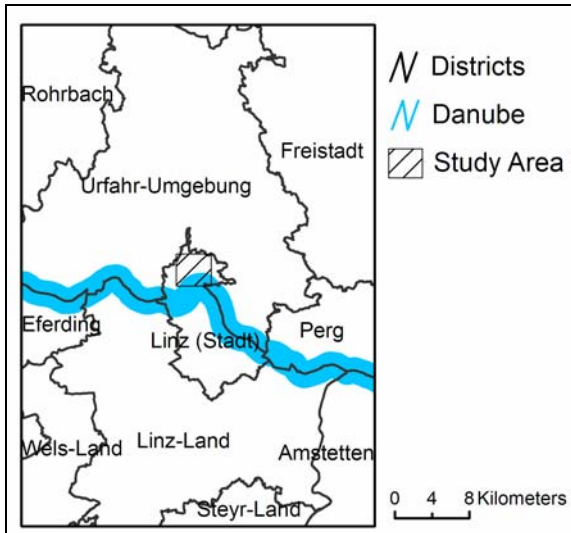 Rohrbach
Freistadt
Urfahr-Umgebung
Eferding
Perg
Linz (Stadt)
Wels-Land
Linz-Land
Amstetten
Steyr-Land
Districts
Danube
Study Area
0 4 8 Kilometers